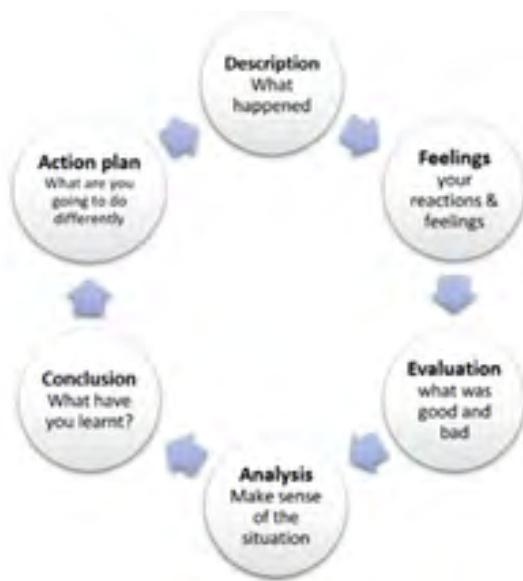 Description
What
happened
Feelings
your
reactions &
feelings
Evaluation
what was
good and
bad
Analysis
Make sense
of the
situation
Conclusion
What have
you learnt?
Action plan
What are you
going to do
differently